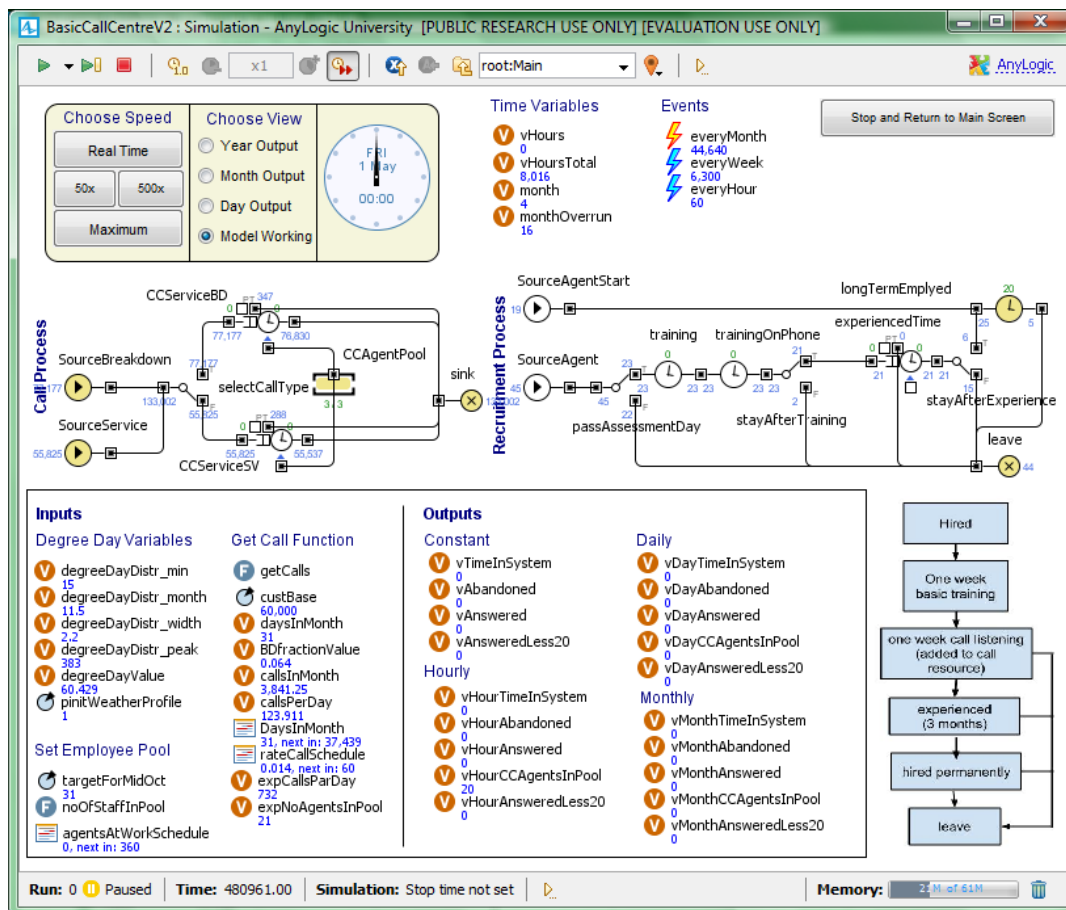 BasicCallCentreV2 : Simulation - AnyLogic University [PUBLIC RESEARCH USE ONLY] [EVALUATION USE ONLY]
x1
root:Main
AnyLogic
Choose Speed
Real Time
50x
500x
Maximum
Choose View
Year Output
Month Output
Day Output
Model Working
FRI
1 May
00:00
Time Variables
vHours
0
vHoursTotal
8,016
month
4
monthOverrun
16
Events
everyMonth
44,640
everyWeek
6,300
everyHour
60
Stop and Return to Main Screen
Call Process
CCServiceBD
0
PT
347
0
77,177
76,830
SourceBreakdown
77,177
T
133,002
F
55,825
selectCallType
CCAgentPool
3 / 3
sink
SourceService
55,825
0
PT
288
0
55,825
55,537
CCServiceSV
Recruitment Process
SourceAgentStart
19
longTermEmplyed
20
25
5
SourceAgent
45
45
passAssessmentDay
23
T
23
22
F
training
0
23
23
trainingOnPhone
0
23
23
21
T
2
F
stayAfterTraining
experiencedTime
0
PT
0
0
21
21
21
6
T
15
F
stayAfterExperience
leave
44
Inputs
Degree Day Variables
degreeDayDistr_min
15
degreeDayDistr_month
11.5
degreeDayDistr_width
2.2
degreeDayDistr_peak
383
degreeDayValue
60.429
pinitWeatherProfile
1
Set Employee Pool
targetForMidOct
31
noOfStaffInPool
agentsAtWorkSchedule
0, next in: 360
Get Call Function
getCalls
custBase
60,000
daysInMonth
31
BDfractionValue
0.064
callsInMonth
3,841.25
callsPerDay
123.911
DaysInMonth
31, next in: 37,439
rateCallSchedule
0.014, next in: 60
expCallsParDay
732
expNoAgentsInPool
21
Outputs
Constant
vTimeInSystem
0
vAbandoned
0
vAnswered
0
vAnsweredLess20
0
Hourly
vHourTimeInSystem
0
vHourAbandoned
0
vHourAnswered
0
vHourCCAgentsInPool
20
vHourAnsweredLess20
0
Daily
vDayTimeInSystem
0
vDayAbandoned
0
vDayAnswered
0
vDayCCAgentsInPool
0
vDayAnsweredLess20
0
Monthly
vMonthTimeInSystem
0
vMonthAbandoned
0
vMonthAnswered
0
vMonthCCAgentsInPool
0
vMonthAnsweredLess20
0
Hired
One week
basic training
one week call listening
(added to call
resource)
experienced
(3 months)
hired permanently
leave
Run: 0 Paused Time: 480961.00 Simulation: Stop time not set Memory: 21M of 61M